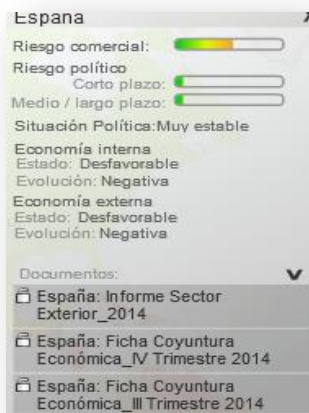 España
Riesgo comercial:
Riesgo político
Corto plazo:
Medio / largo plazo:
Situación Política:Muy estable
Economía interna
Estado: Desfavorable
Evolución: Negativa
Economía externa
Estado: Desfavorable
Evolución: Negativa
Documentos:
España: Informe Sector
Exterior_2014
España: Ficha Coyuntura
Económica_IV Trimestre 2014
España: Ficha Coyuntura
Económica_III Trimestre 2014